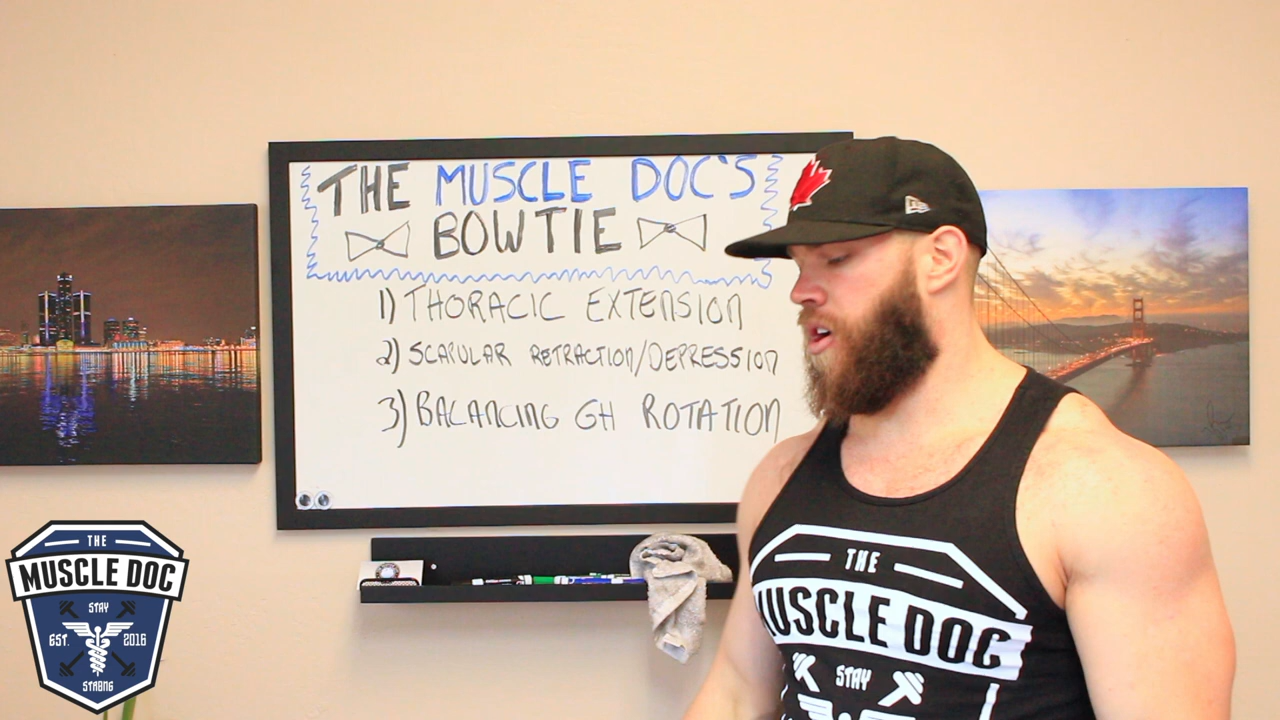 THE MUSCLE DOC'S
BOWTIE
1) THORACIC EXTENSION
2) SCAPULAR RETRACTION/DEPRESSION
3) BALANCING GH ROTATION
THE
MUSCLE DOC
STAY
EST. 2016
STRONG
THE
MUSCLE DOC
STAY